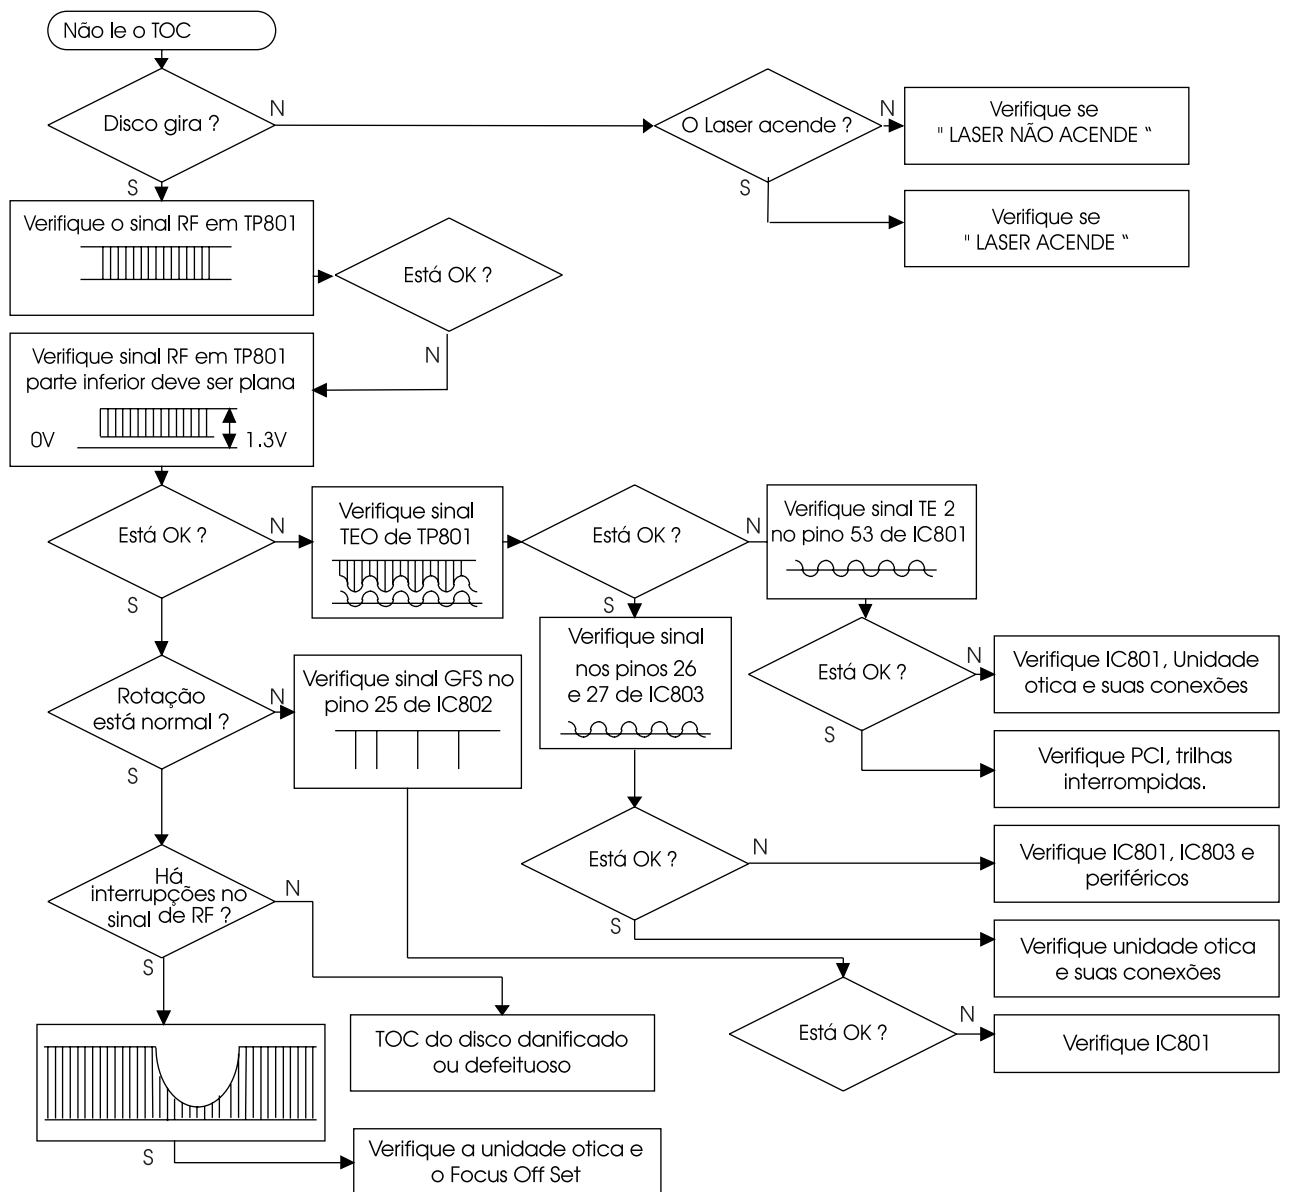 Não le o TOC
Disco gira ?
N
O Laser acende ?
N
Verifique se
" LASER NÃO ACENDE “
S
S
Verifique se
" LASER ACENDE “
Verifique o sinal RF em TP801
Está OK ?
N
Verifique sinal RF em TP801
parte inferior deve ser plana
0V
1.3V
Está OK ?
N
Verifique sinal
TEO de TP801
Está OK ?
N
Verifique sinal TE 2
no pino 53 de IC801
S
S
Verifique sinal
nos pinos 26
e 27 de IC803
Está OK ?
N
Verifique IC801, Unidade
otica e suas conexões
S
Verifique PCI, trilhas
interrompidas.
Rotação
está normal ?
N
Verifique sinal GFS no
pino 25 de IC802
S
Está OK ?
N
Verifique IC801, IC803 e
periféricos
S
Verifique unidade otica
e suas conexões
Há
interrupções no
sinal de RF ?
N
S
TOC do disco danificado
ou defeituoso
Está OK ?
N
Verifique IC801
S
Verifique a unidade otica e
o Focus Off Set